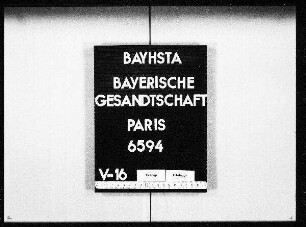 BAYHSTA
BAYERISCHE
GESANDTSCHAFT
PARIS
6594
V-16